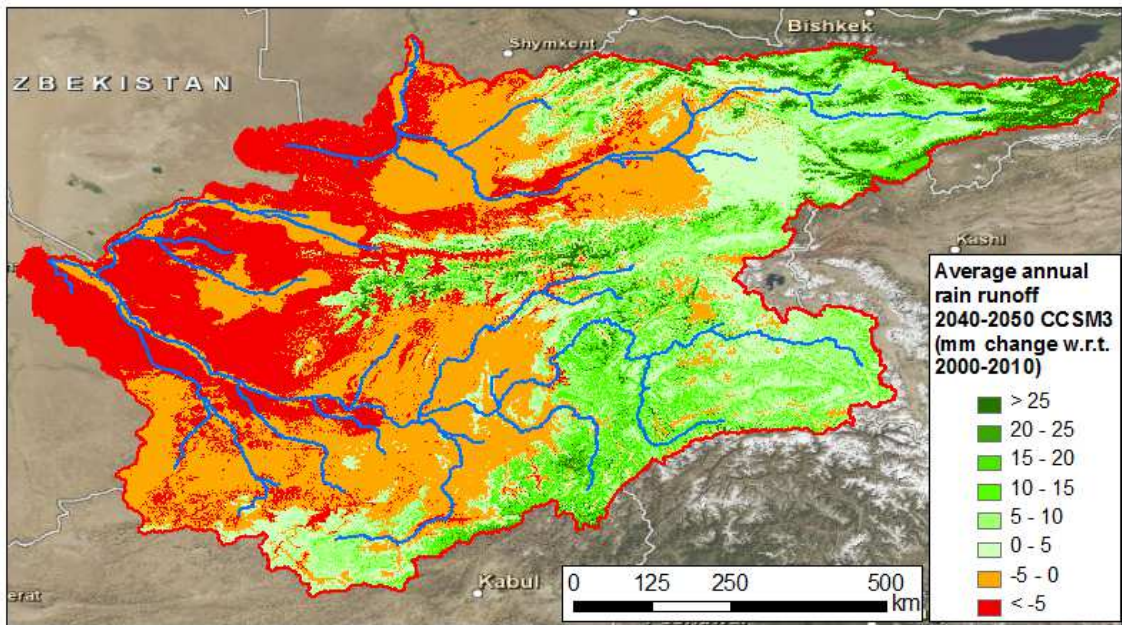 Bishkek
Shymkent
ZBEKISTAN
Kashi
Average annual
rain runoff
2040-2050 CCSM3
(mm change w.r.t.
2000-2010)
> 25
20 - 25
15 - 20
10 - 15
5 - 10
0 - 5
-5 - 0
< -5
Kabul
erat
0 125 250 500
km